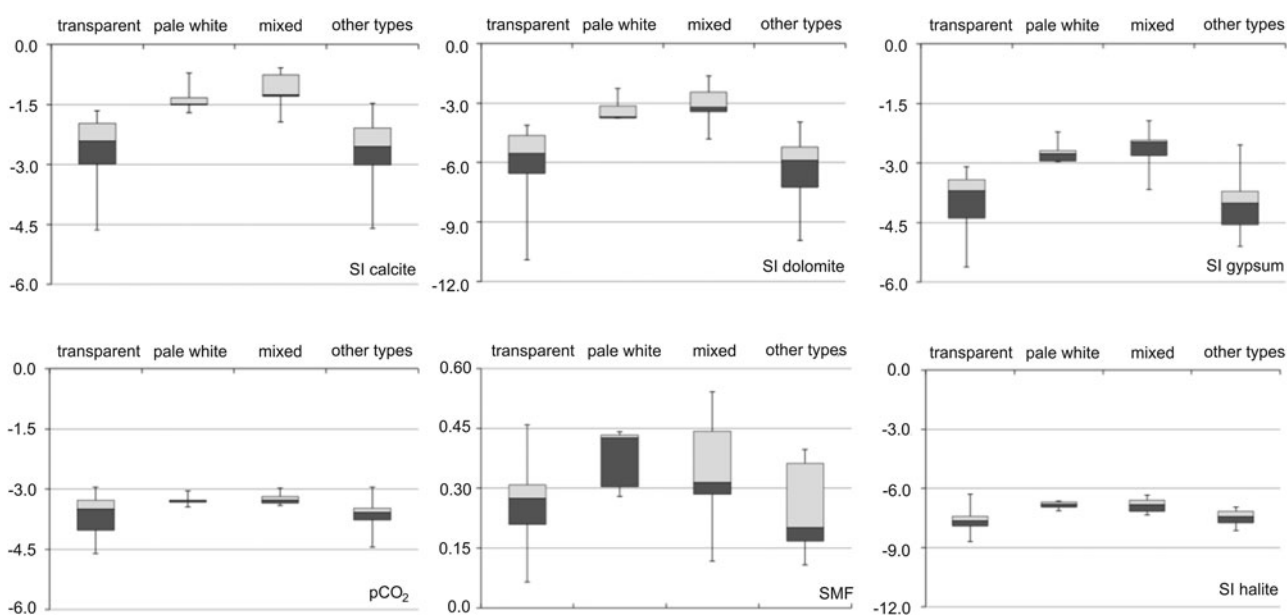 transparent pale white mixed other types
0.0
-1.5
-3.0
-4.5
-6.0
SI calcite
transparent pale white mixed other types
0.0
-3.0
-6.0
-9.0
-12.0
SI dolomite
transparent pale white mixed other types
0.0
-1.5
-3.0
-4.5
-6.0
SI gypsum
transparent pale white mixed other types
0.0
-1.5
-3.0
-4.5
-6.0
pCO₂
transparent pale white mixed other types
0.60
0.45
0.30
0.15
0.0
SMF
transparent pale white mixed other types
0.0
-3.0
-6.0
-9.0
-12.0
SI halite